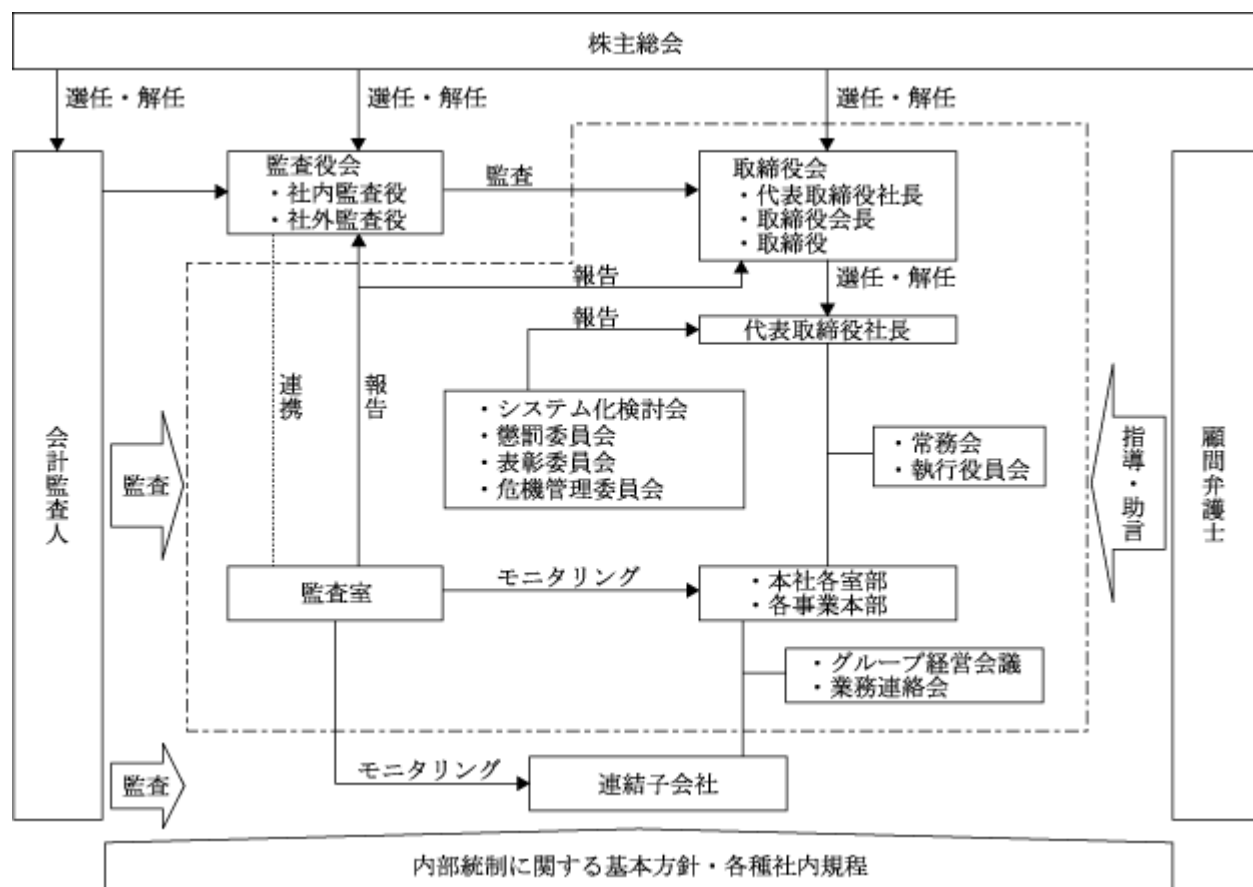 株主総会
選任・解任
選任・解任
選任・解任
監査役会
・社内監査役
・社外監査役
監査
取締役会
・代表取締役社長
・取締役会長
・取締役
報告
選任・解任
報告
代表取締役社長
連携
報告
・システム化検討会
・懲罰委員会
・表彰委員会
・危機管理委員会
・常務会
・執行役員会
会計監査人
監査
指導・助言
顧問弁護士
監査室
モニタリング
・本社各室部
・各事業本部
・グループ経営会議
・業務連絡会
監査
モニタリング
連結子会社
内部統制に関する基本方針・各種社内規程